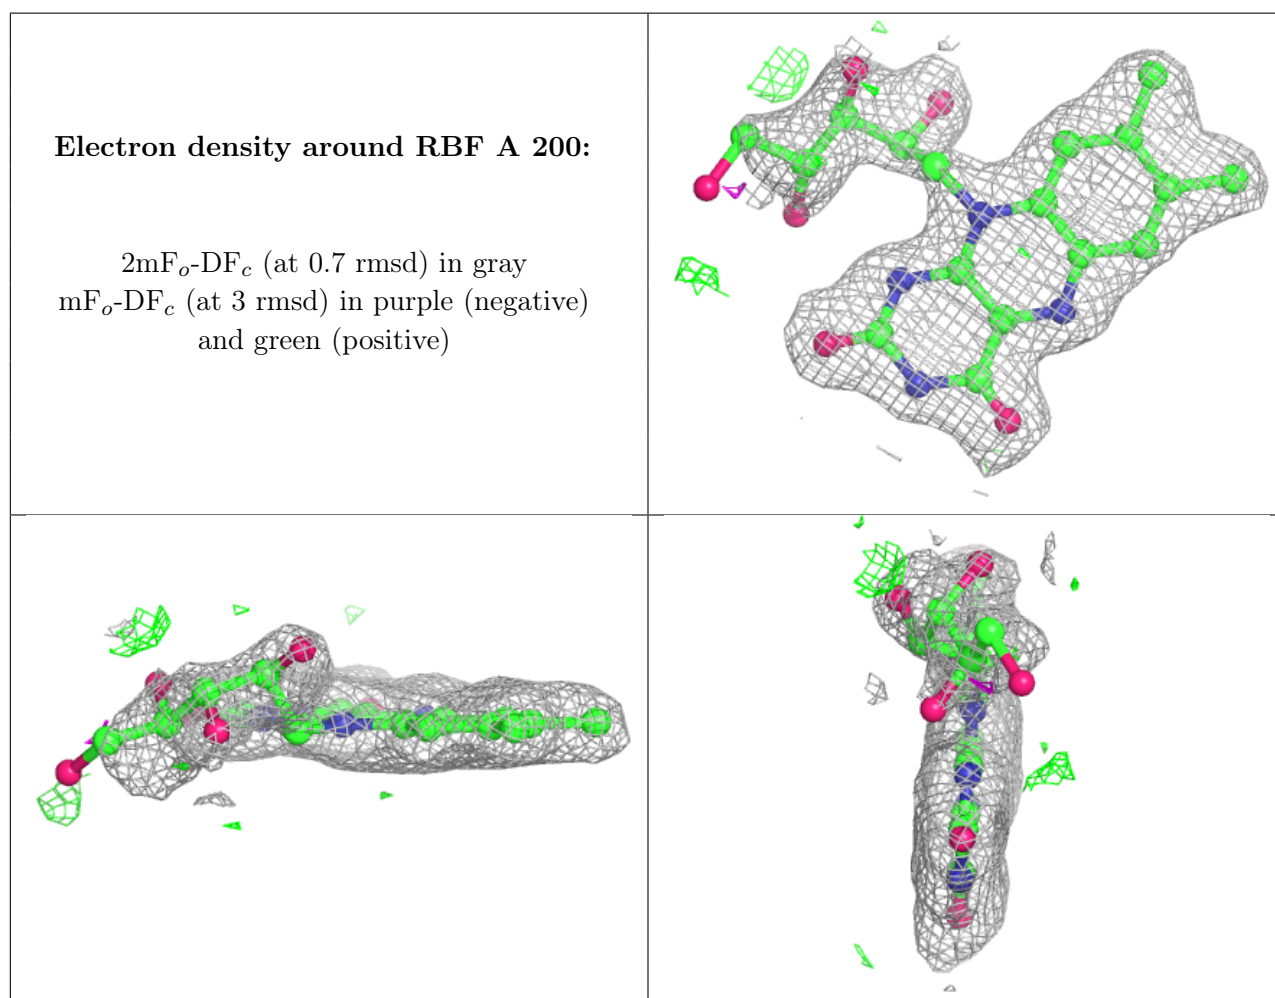 Electron density around RBF A 200:
2mFo-DFc (at 0.7 rmsd) in gray
mFo-DFc (at 3 rmsd) in purple (negative)
and green (positive)